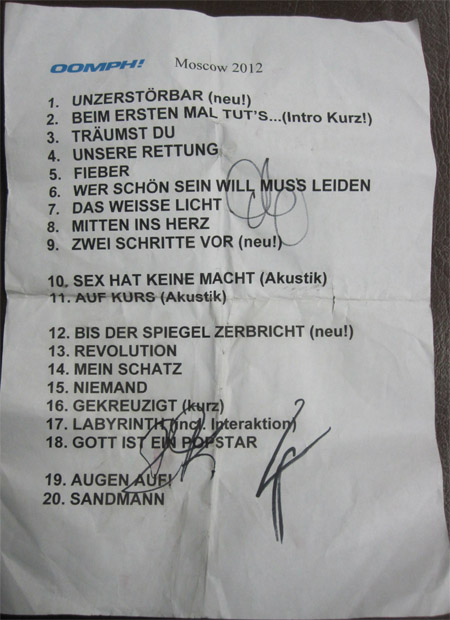 OOMPH! Moscow 2012
1. UNZERSTÖRBAR (neu!)
2. BEIM ERSTEN MAL TUT'S...(Intro Kurz!)
3. TRÄUMST DU
4. UNSERE RETTUNG
5. FIEBER
6. WER SCHÖN SEIN WILL MUSS LEIDEN
7. DAS WEISSE LICHT
8. MITTEN INS HERZ
9. ZWEI SCHRITTE VOR (neu!)
10. SEX HAT KEINE MACHT (Akustik)
11. AUF KURS (Akustik)
12. BIS DER SPIEGEL ZERBRICHT (neu!)
13. REVOLUTION
14. MEIN SCHATZ
15. NIEMAND
16. GEKREUZIGT (kurz)
17. LABYRINTH (incl. Interaktion)
18. GOTT IST EIN POPSTAR
19. AUGEN AUF!
20. SANDMANN